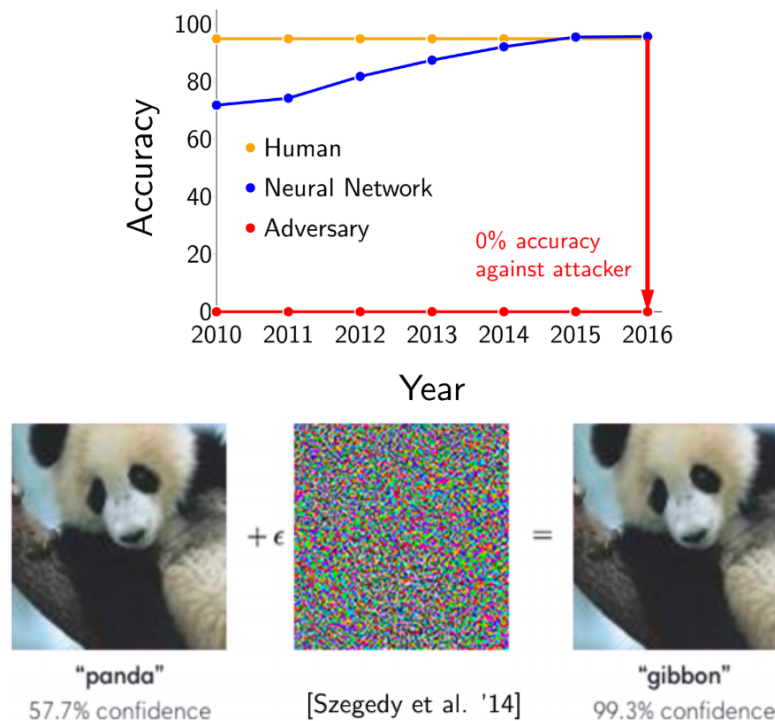 100
80
60
40
20
0
Accuracy
Human
Neural Network
Adversary
0% accuracy
against attacker
2010 2011 2012 2013 2014 2015 2016
Year
+ ϵ
=
“panda”
“gibbon”
57.7% confidence
[Szegedy et al. '14]
99.3% confidence